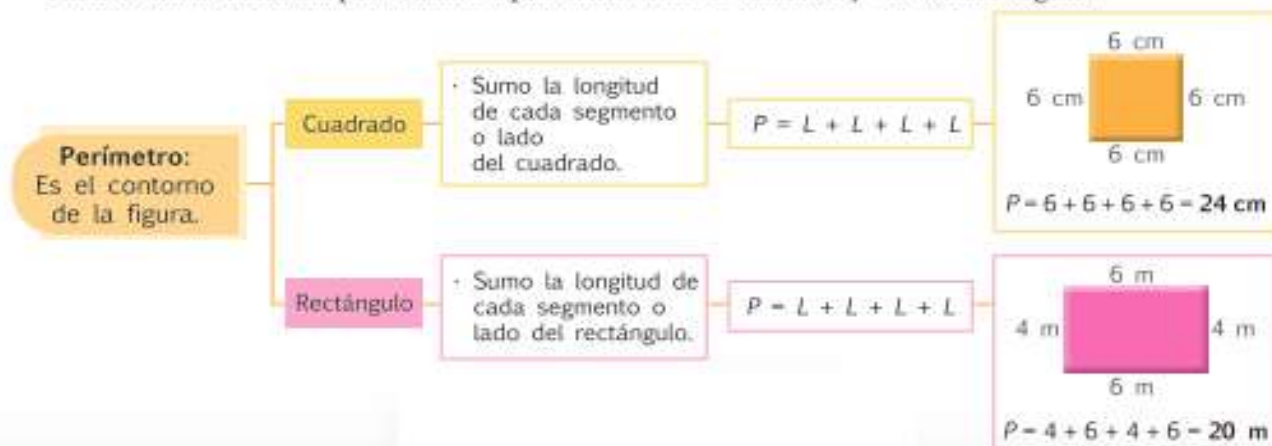 Perímetro:
Es el contorno
de la figura.
Cuadrado
· Sumo la longitud
de cada segmento
o lado
del cuadrado.
P = L + L + L + L
6 cm
6 cm 6 cm
6 cm
P = 6 + 6 + 6 + 6 = 24 cm
Rectángulo
· Sumo la longitud de
cada segmento o
lado del rectángulo.
P = L + L + L + L
6 m
4 m 4 m
6 m
P = 4 + 6 + 4 + 6 = 20 m